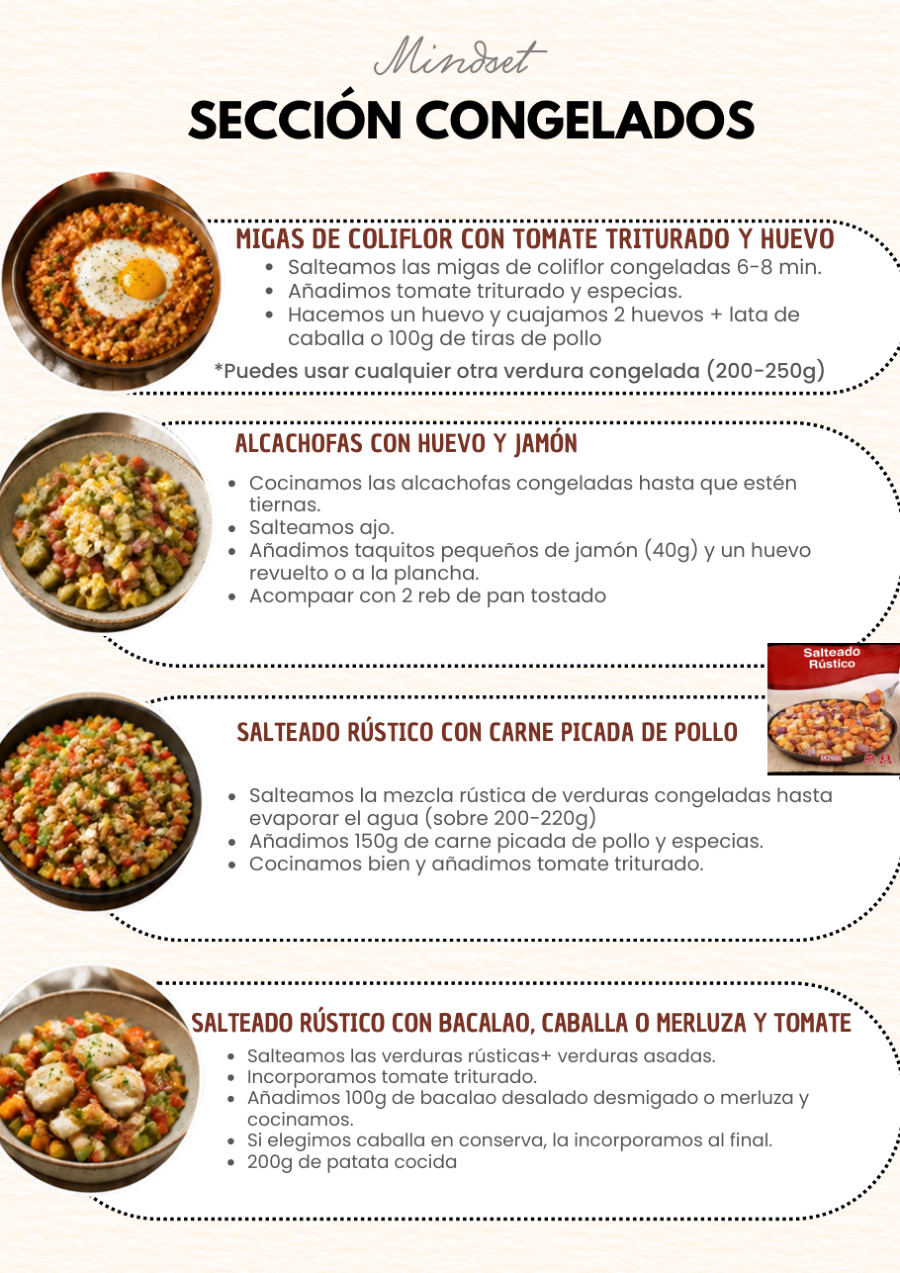 Mindset
SECCIÓN CONGELADOS
MIGAS DE COLIFLOR CON TOMATE TRITURADO Y HUEVO
• Salteamos las migas de coliflor congeladas 6-8 min.
• Añadimos tomate triturado y especias.
• Hacemos un huevo y cuajamos 2 huevos + lata de
caballa o 100g de tiras de pollo
*Puedes usar cualquier otra verdura congelada (200-250g)
ALCACHOFAS CON HUEVO Y JAMÓN
• Cocinamos las alcachofas congeladas hasta que estén
tiernas.
• Salteamos ajo.
• Añadimos taquitos pequeños de jamón (40g) y un huevo
revuelto o a la plancha.
• Acompaar con 2 reb de pan tostado
Salteado
Rústico
SALTEADO RÚSTICO CON CARNE PICADA DE POLLO
• Salteamos la mezcla rústica de verduras congeladas hasta
evaporar el agua (sobre 200-220g)
• Añadimos 150g de carne picada de pollo y especias.
• Cocinamos bien y añadimos tomate triturado.
SALTEADO RÚSTICO CON BACALAO, CABALLA O MERLUZA Y TOMATE
• Salteamos las verduras rústicas+ verduras asadas.
• Incorporamos tomate triturado.
• Añadimos 100g de bacalao desalado desmigado o merluza y
cocinamos.
• Si elegimos caballa en conserva, la incorporamos al final.
• 200g de patata cocida